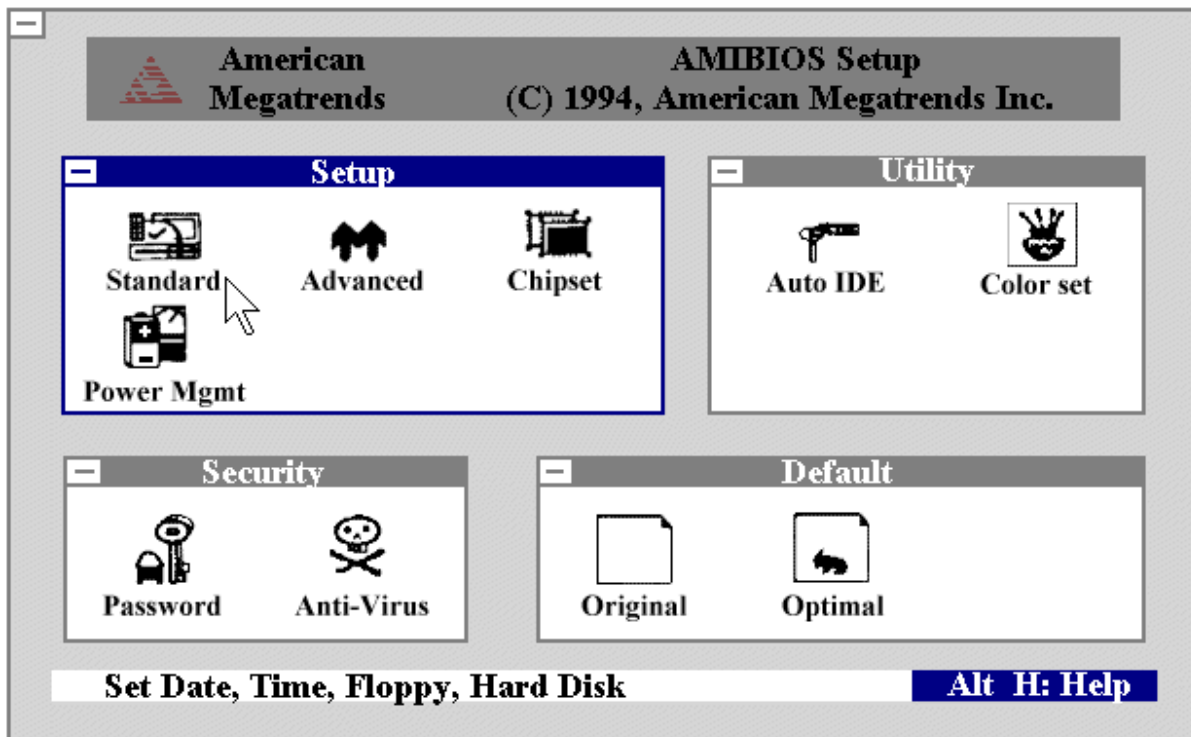 American
Megatrends
AMIBIOS Setup
(C) 1994, American Megatrends Inc.
Setup
Standard
Advanced
Chipset
Power Mgmt
Utility
Auto IDE
Color set
Security
Password
Anti-Virus
Default
Original
Optimal
Set Date, Time, Floppy, Hard Disk
Alt H: Help